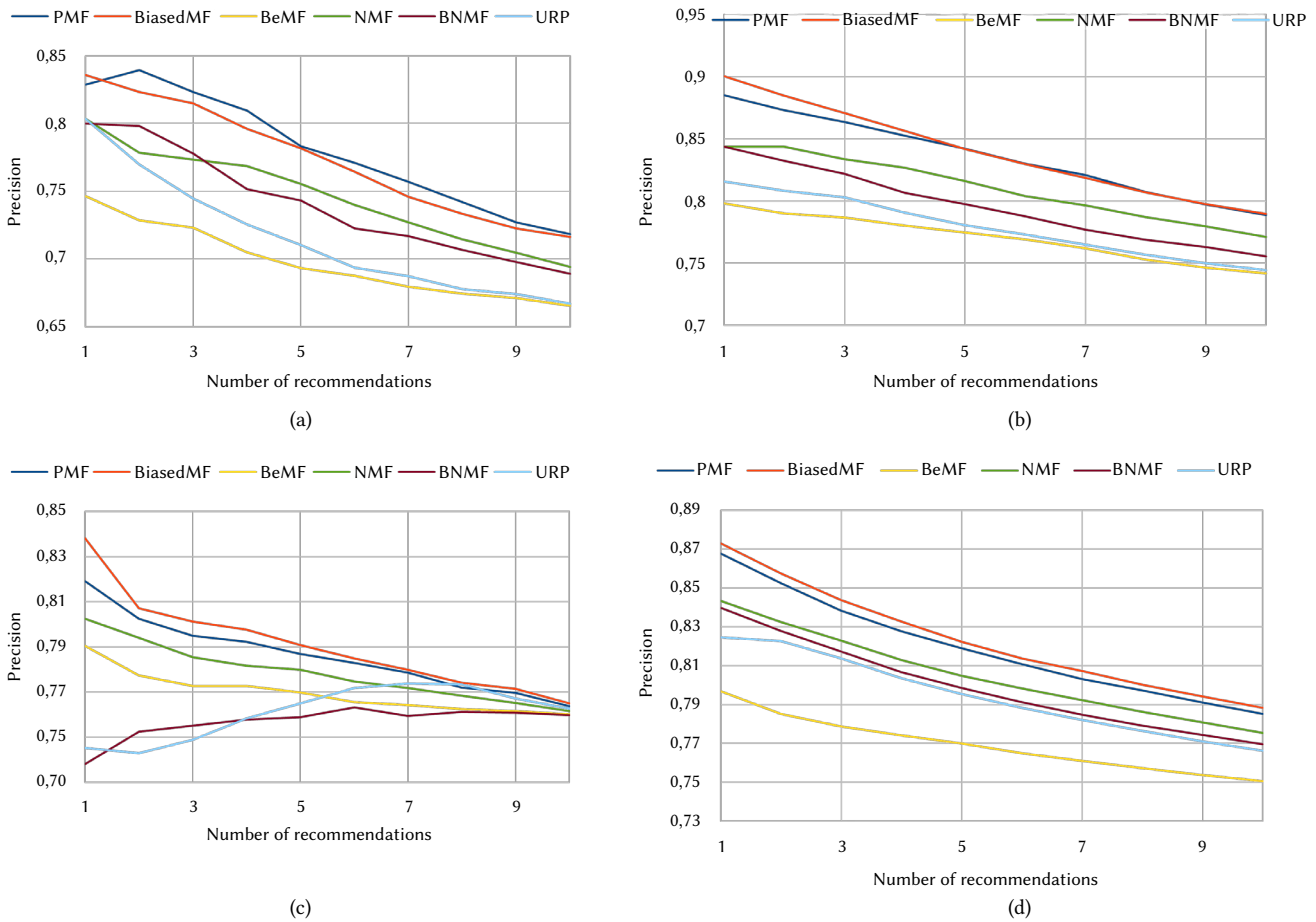 PMF BiasedMF BeMF NMF BNMF URP
0,85
0,8
0,75
0,7
0,65
Precision
1 3 5 7 9
Number of recommendations
(a)
PMF BiasedMF BeMF NMF BNMF URP
0,95
0,9
0,85
0,8
0,75
0,7
Precision
1 3 5 7 9
Number of recommendations
(b)
PMF BiasedMF BeMF NMF BNMF URP
0,85
0,83
0,81
0,79
0,77
0,75
0,70
Precision
1 3 5 7 9
Number of recommendations
(c)
PMF BiasedMF BeMF NMF BNMF URP
0,89
0,87
0,85
0,83
0,81
0,79
0,77
0,75
0,73
Precision
1 3 5 7 9
Number of recommendations
(d)